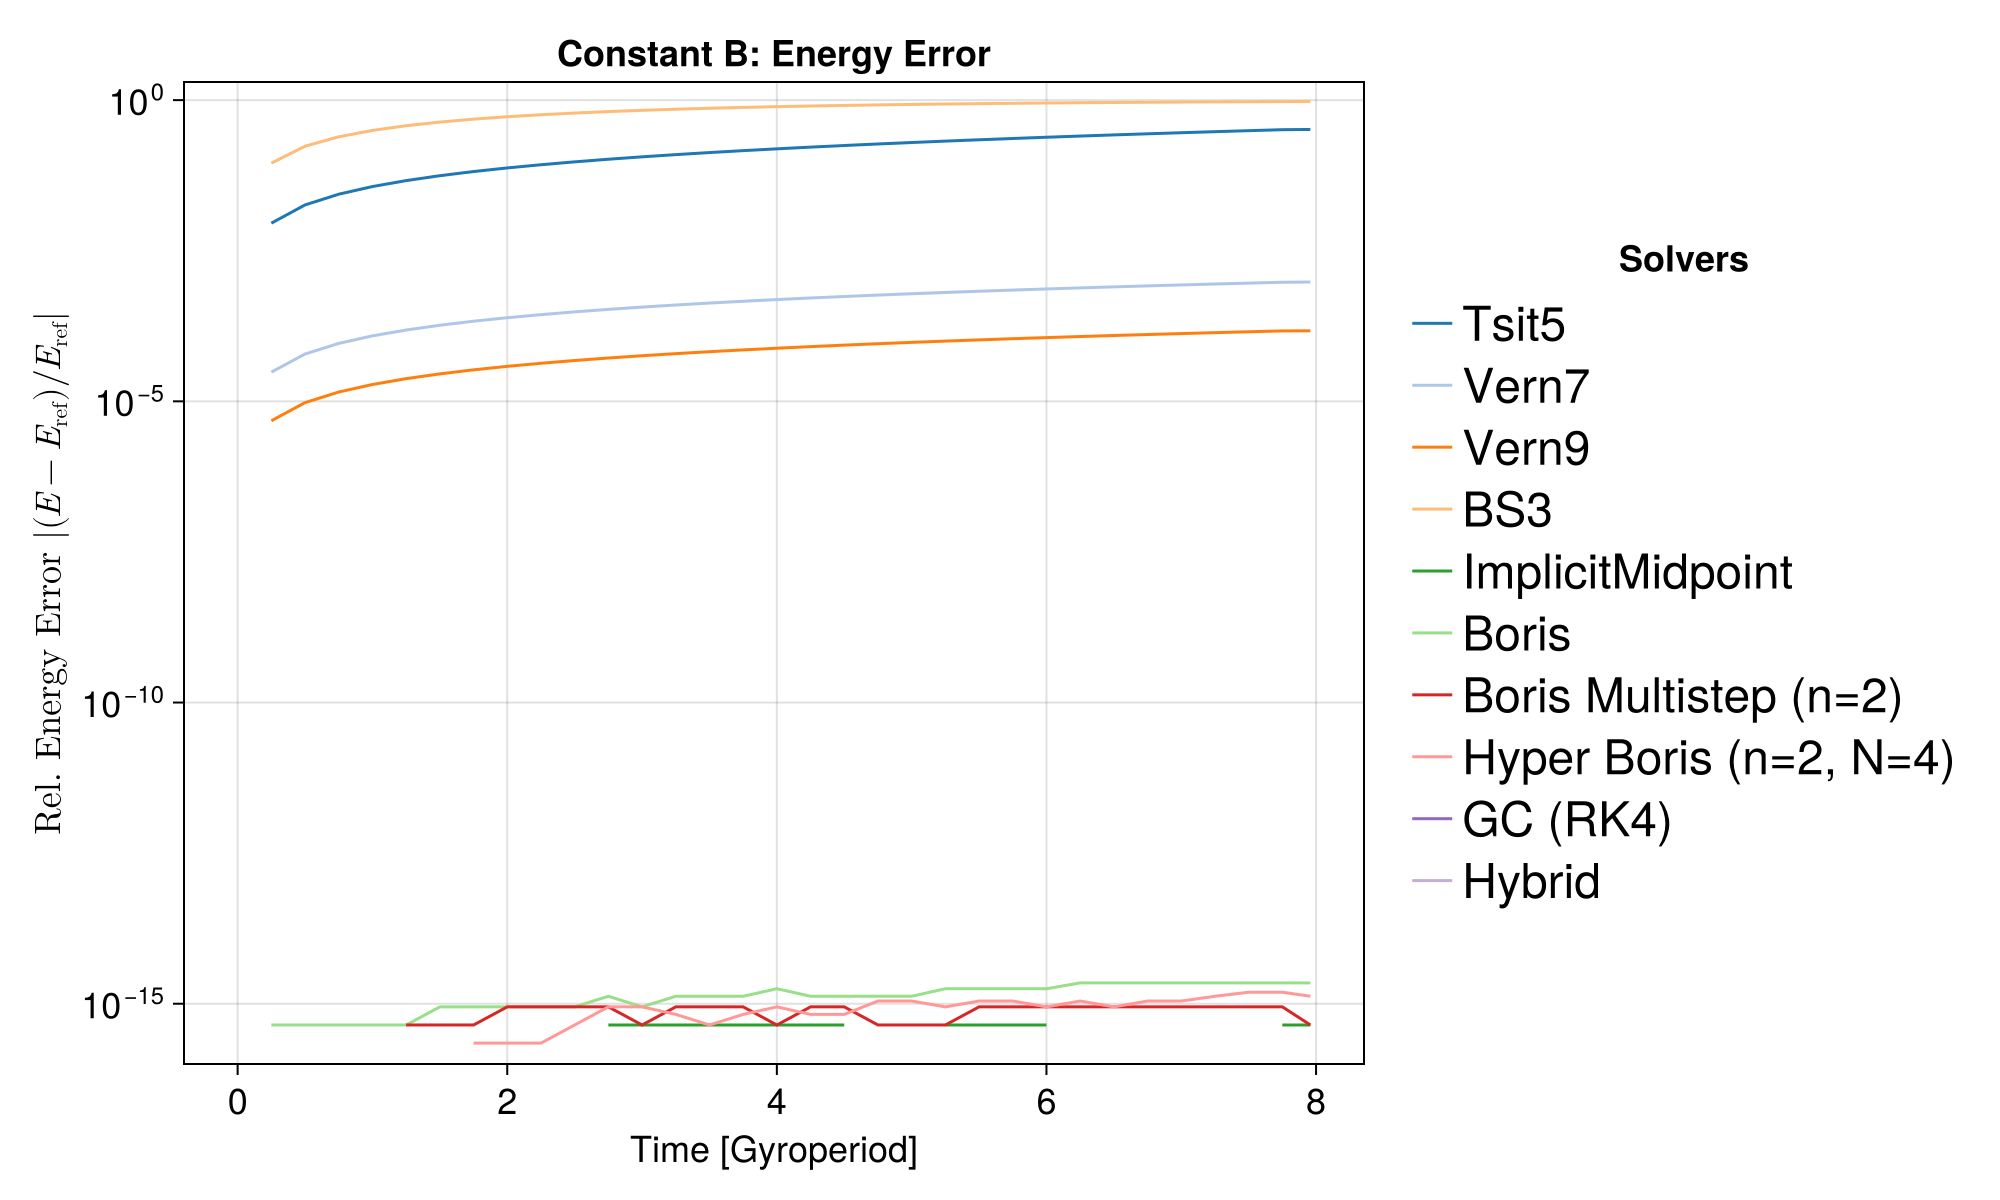 Constant B: Energy Error
Rel. Energy Error |(E − E_ref)/E_ref|
10^0
10^−5
10^−10
10^−15
0 2 4 6 8
Time [Gyroperiod]
Solvers
Tsit5
Vern7
Vern9
BS3
ImplicitMidpoint
Boris
Boris Multistep (n=2)
Hyper Boris (n=2, N=4)
GC (RK4)
Hybrid